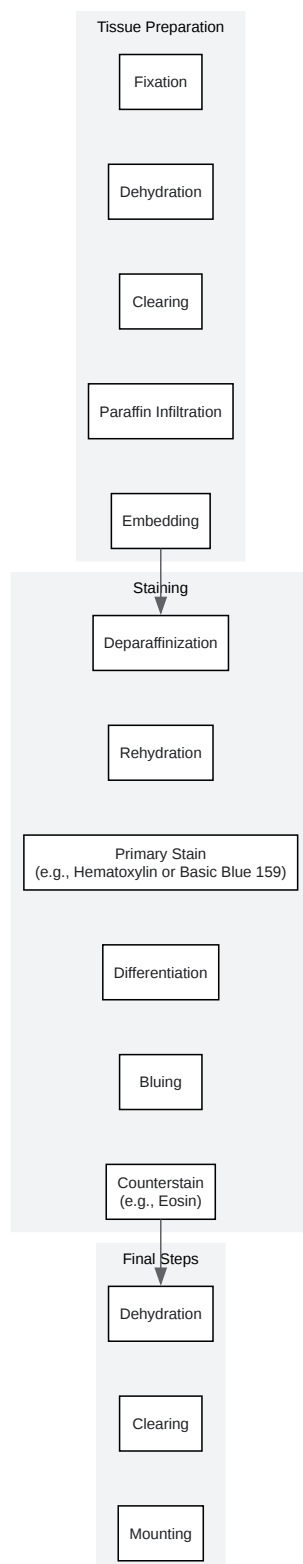 Tissue Preparation
Fixation
Dehydration
Clearing
Paraffin Infiltration
Embedding
Staining
Deparaffinization
Rehydration
Primary Stain
(e.g., Hematoxylin or Basic Blue 159)
Differentiation
Bluing
Counterstain
(e.g., Eosin)
Final Steps
Dehydration
Clearing
Mounting